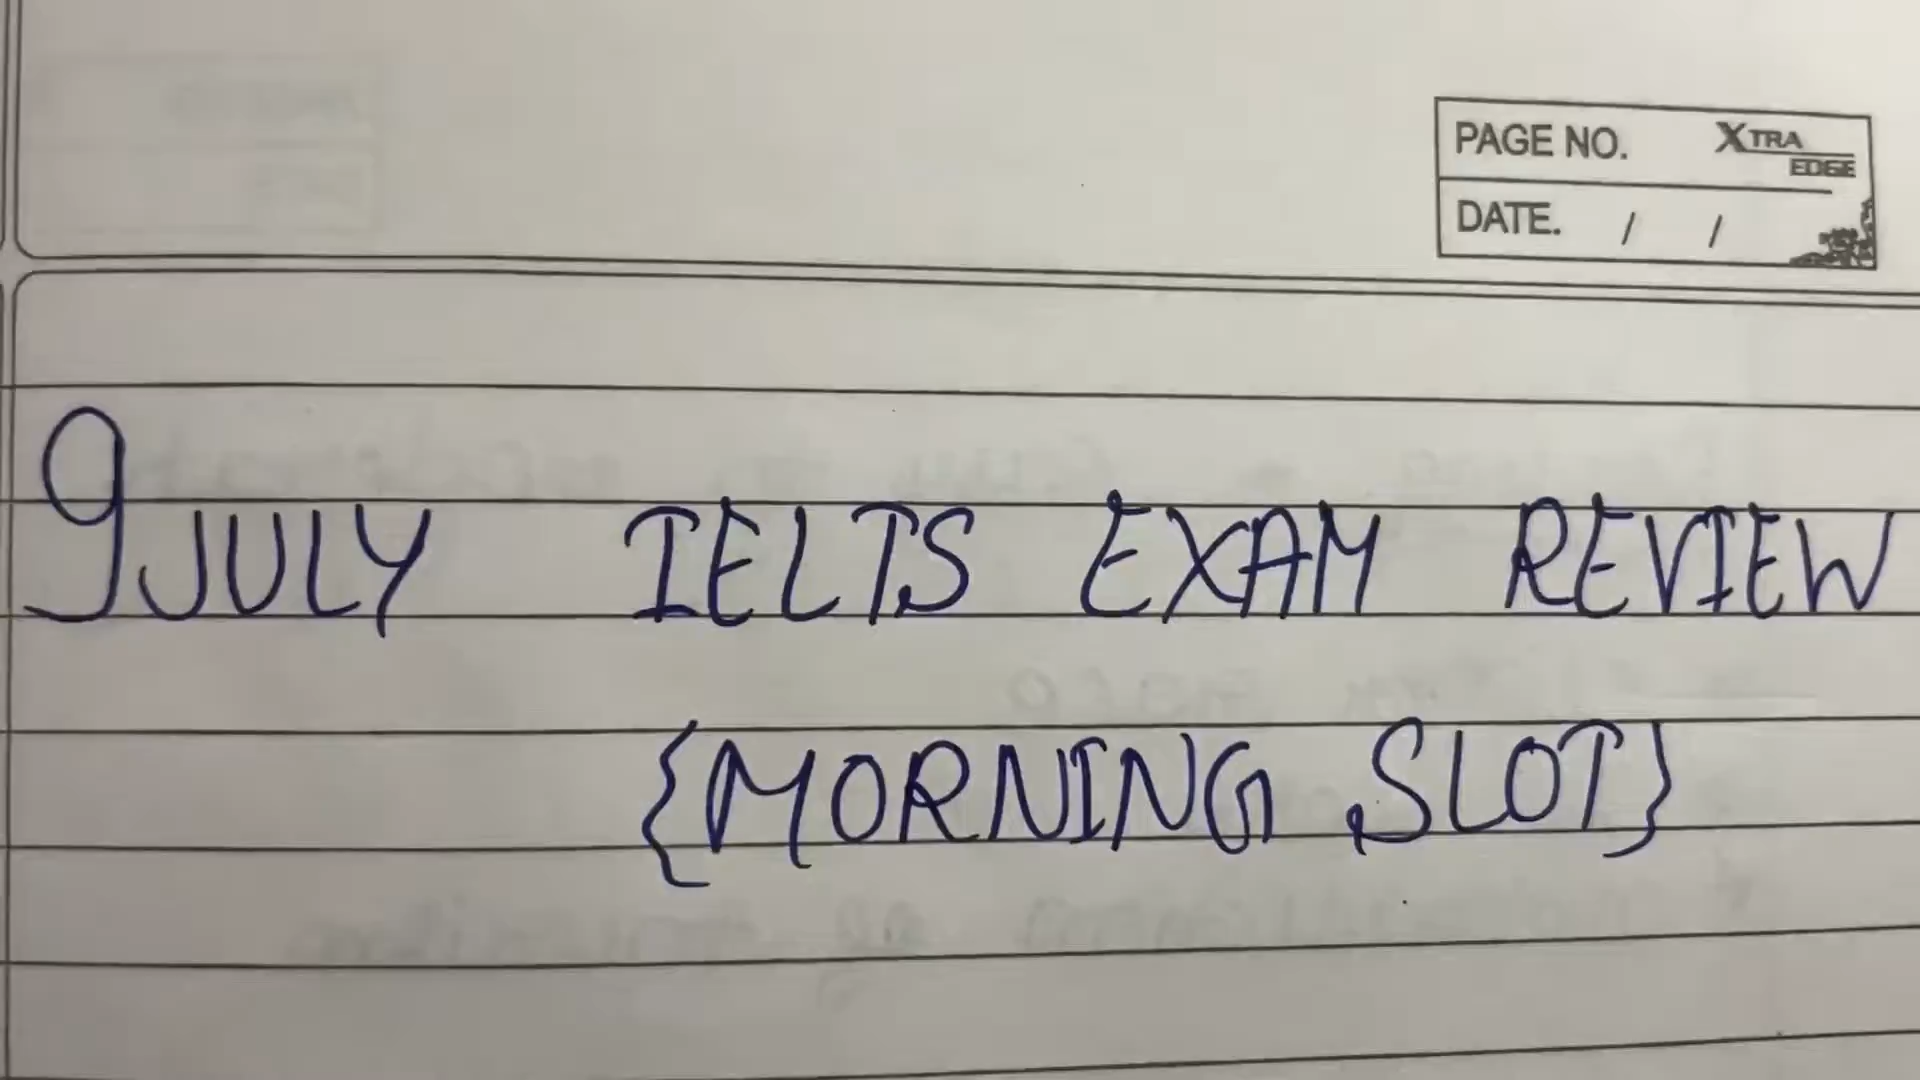 PAGE NO. XTRA EDGE
DATE. / /
9 JULY IELTS EXAM REVIEW
{MORNING SLOT}